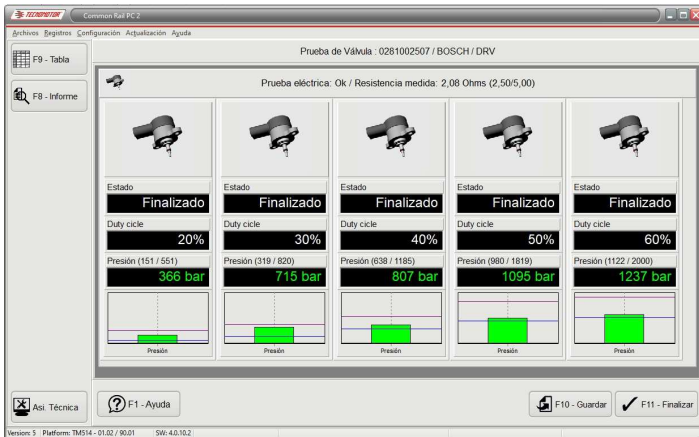 TECNOMOTOR Common Rail PC 2
Archivos Registros Configuración Actualización Ayuda
F9 - Tabla
F8 - Informe
Prueba de Válvula : 0281002507 / BOSCH / DRV
Prueba eléctrica: Ok / Resistencia medida: 2,08 Ohms (2,50/5,00)
Estado Estado Estado Estado Estado
Finalizado Finalizado Finalizado Finalizado Finalizado
Duty cicle Duty cicle Duty cicle Duty cicle Duty cicle
20% 30% 40% 50% 60%
Presión (151 / 551) Presión (319 / 820) Presión (638 / 1185) Presión (980 / 1819) Presión (1122 / 2000)
366 bar 715 bar 807 bar 1095 bar 1237 bar
Presión Presión Presión Presión Presión
Asi. Técnica
F1 - Ayuda
F10 - Guardar
F11 - Finalizar
Version: 5 Platform: TM514 - 01.02 / 90.01 SW: 4.0.10.2